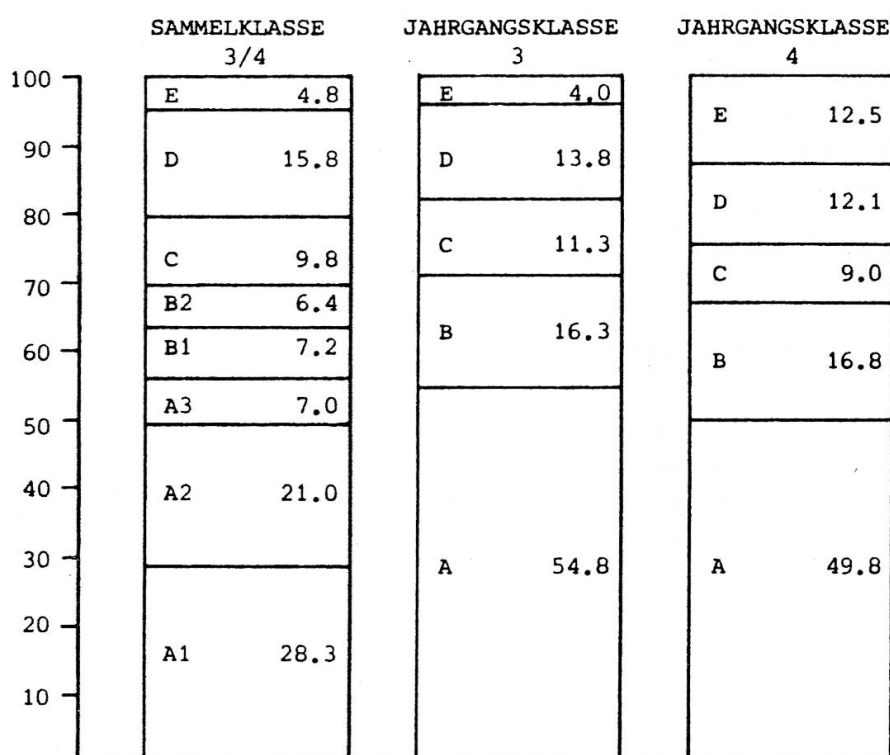 SAMMELKLASSE JAHRGANGSKLASSE JAHRGANGSKLASSE
3/4 3 4
100
E 4.8 E 4.0
E 12.5
90
D 15.8 D 13.8
D 12.1
80
C 9.8 C 11.3
C 9.0
70
B2 6.4
B 16.3
60
B1 7.2
B 16.8
A3 7.0
50
40
A2 21.0
30
A 54.8 A 49.8
20
A1 28.3
10